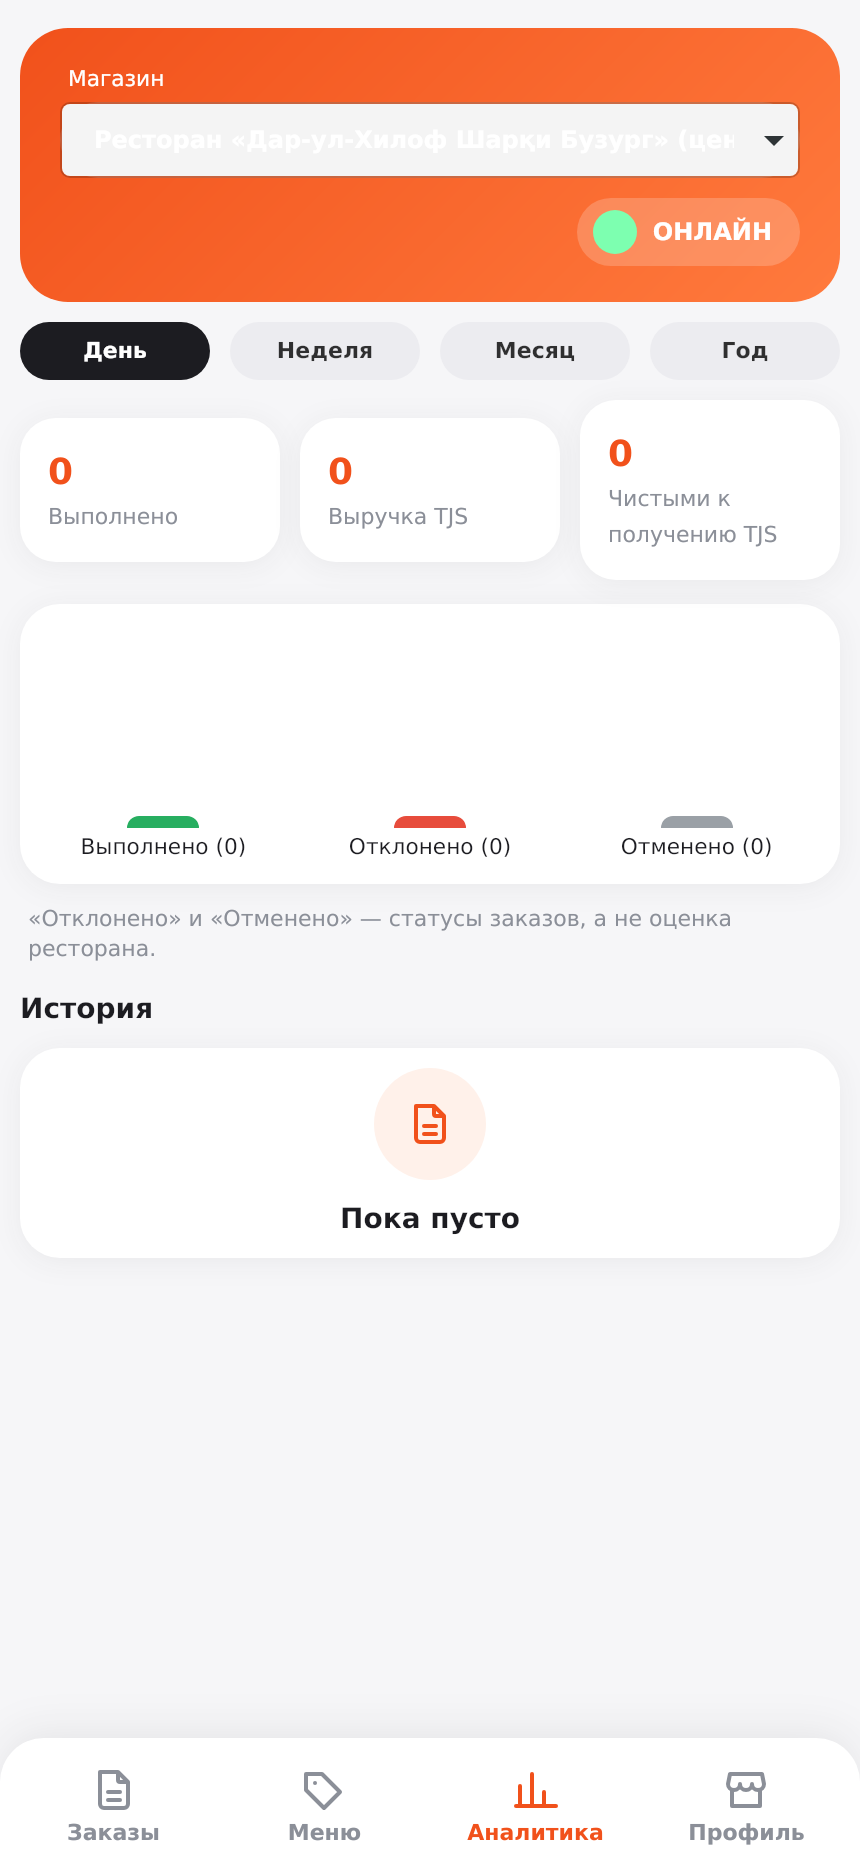 Магазин
Ресторан «Дар-ул-Хилоф Шарқи Бузург» (цен
ОНЛАЙН
День
Неделя
Месяц
Год
0
Выполнено
0
Выручка TJS
0
Чистыми к
получению TJS
Выполнено (0)
Отклонено (0)
Отменено (0)
«Отклонено» и «Отменено» — статусы заказов, а не оценка
ресторана.
История
Пока пусто
Заказы
Меню
Аналитика
Профиль